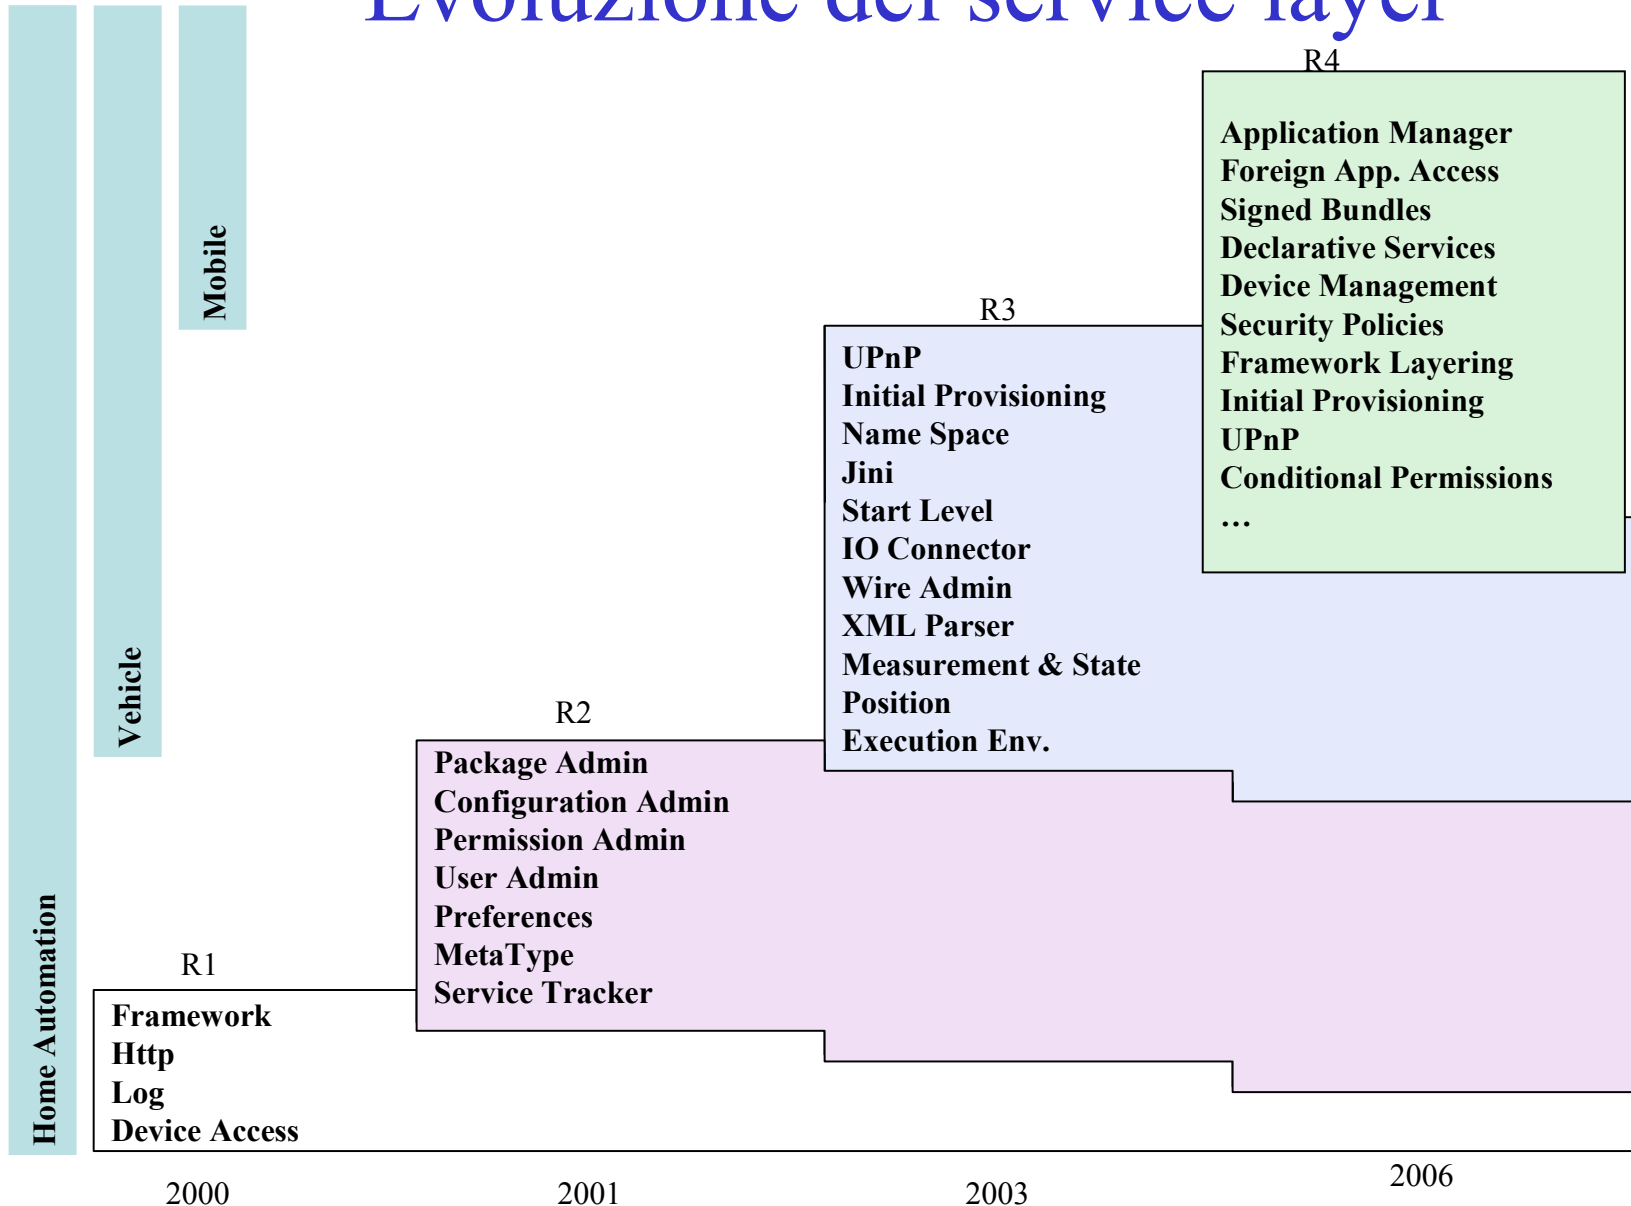 Evoluzione del service layer
R4
Application Manager
Foreign App. Access
Signed Bundles
Declarative Services
Device Management
Security Policies
Framework Layering
Initial Provisioning
UPnP
Conditional Permissions
…
Mobile
R3
UPnP
Initial Provisioning
Name Space
Jini
Start Level
IO Connector
Wire Admin
XML Parser
Measurement & State
Position
Execution Env.
Vehicle
R2
Package Admin
Configuration Admin
Permission Admin
User Admin
Preferences
MetaType
Service Tracker
Home Automation
R1
Framework
Http
Log
Device Access
2000
2001
2003
2006